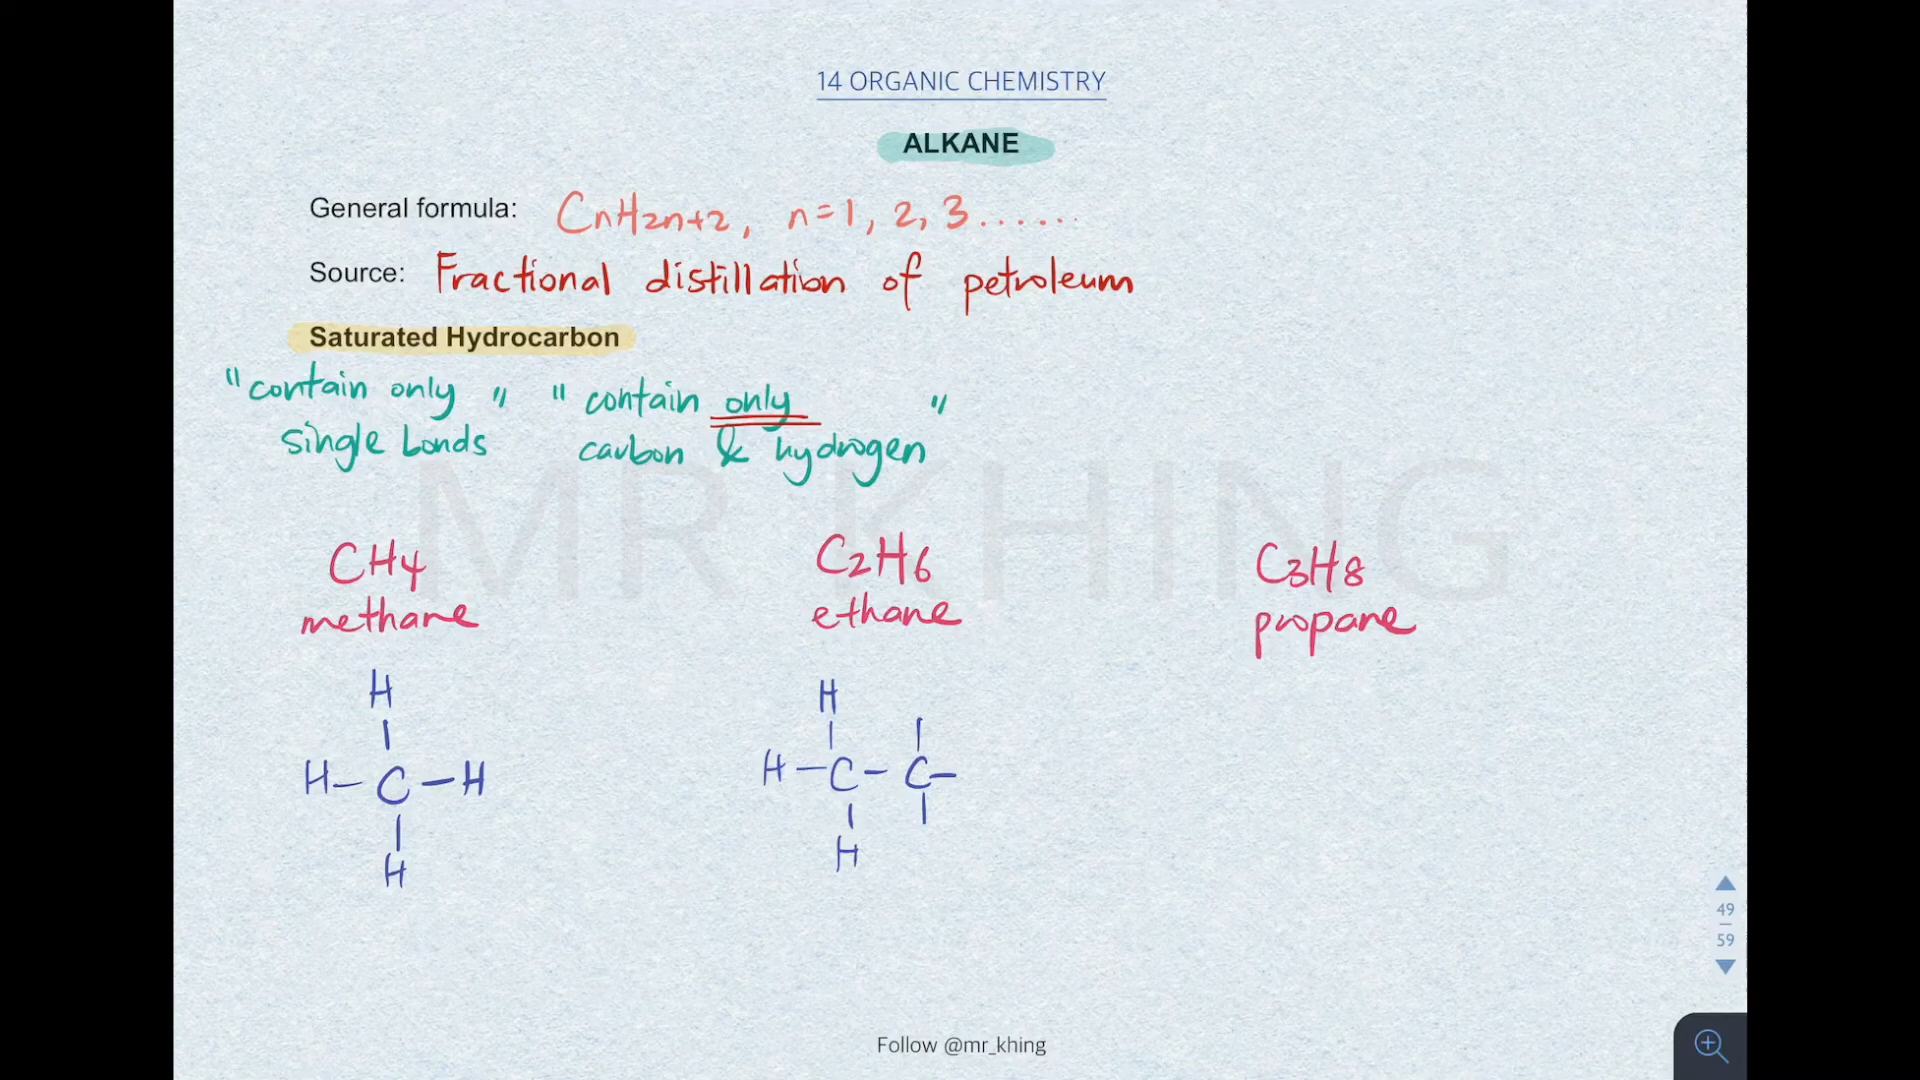 14 ORGANIC CHEMISTRY
ALKANE
General formula: CnH2n+2, n=1, 2, 3......
Source: Fractional distillation of petroleum
Saturated Hydrocarbon
"contain only " "contain only "
single bonds carbon & hydrogen
MR KHING
CH4 C2H6 C3H8
methane ethane propane
H H
H-C-H H-C-C-
H H
49
59
Follow @mr_khing